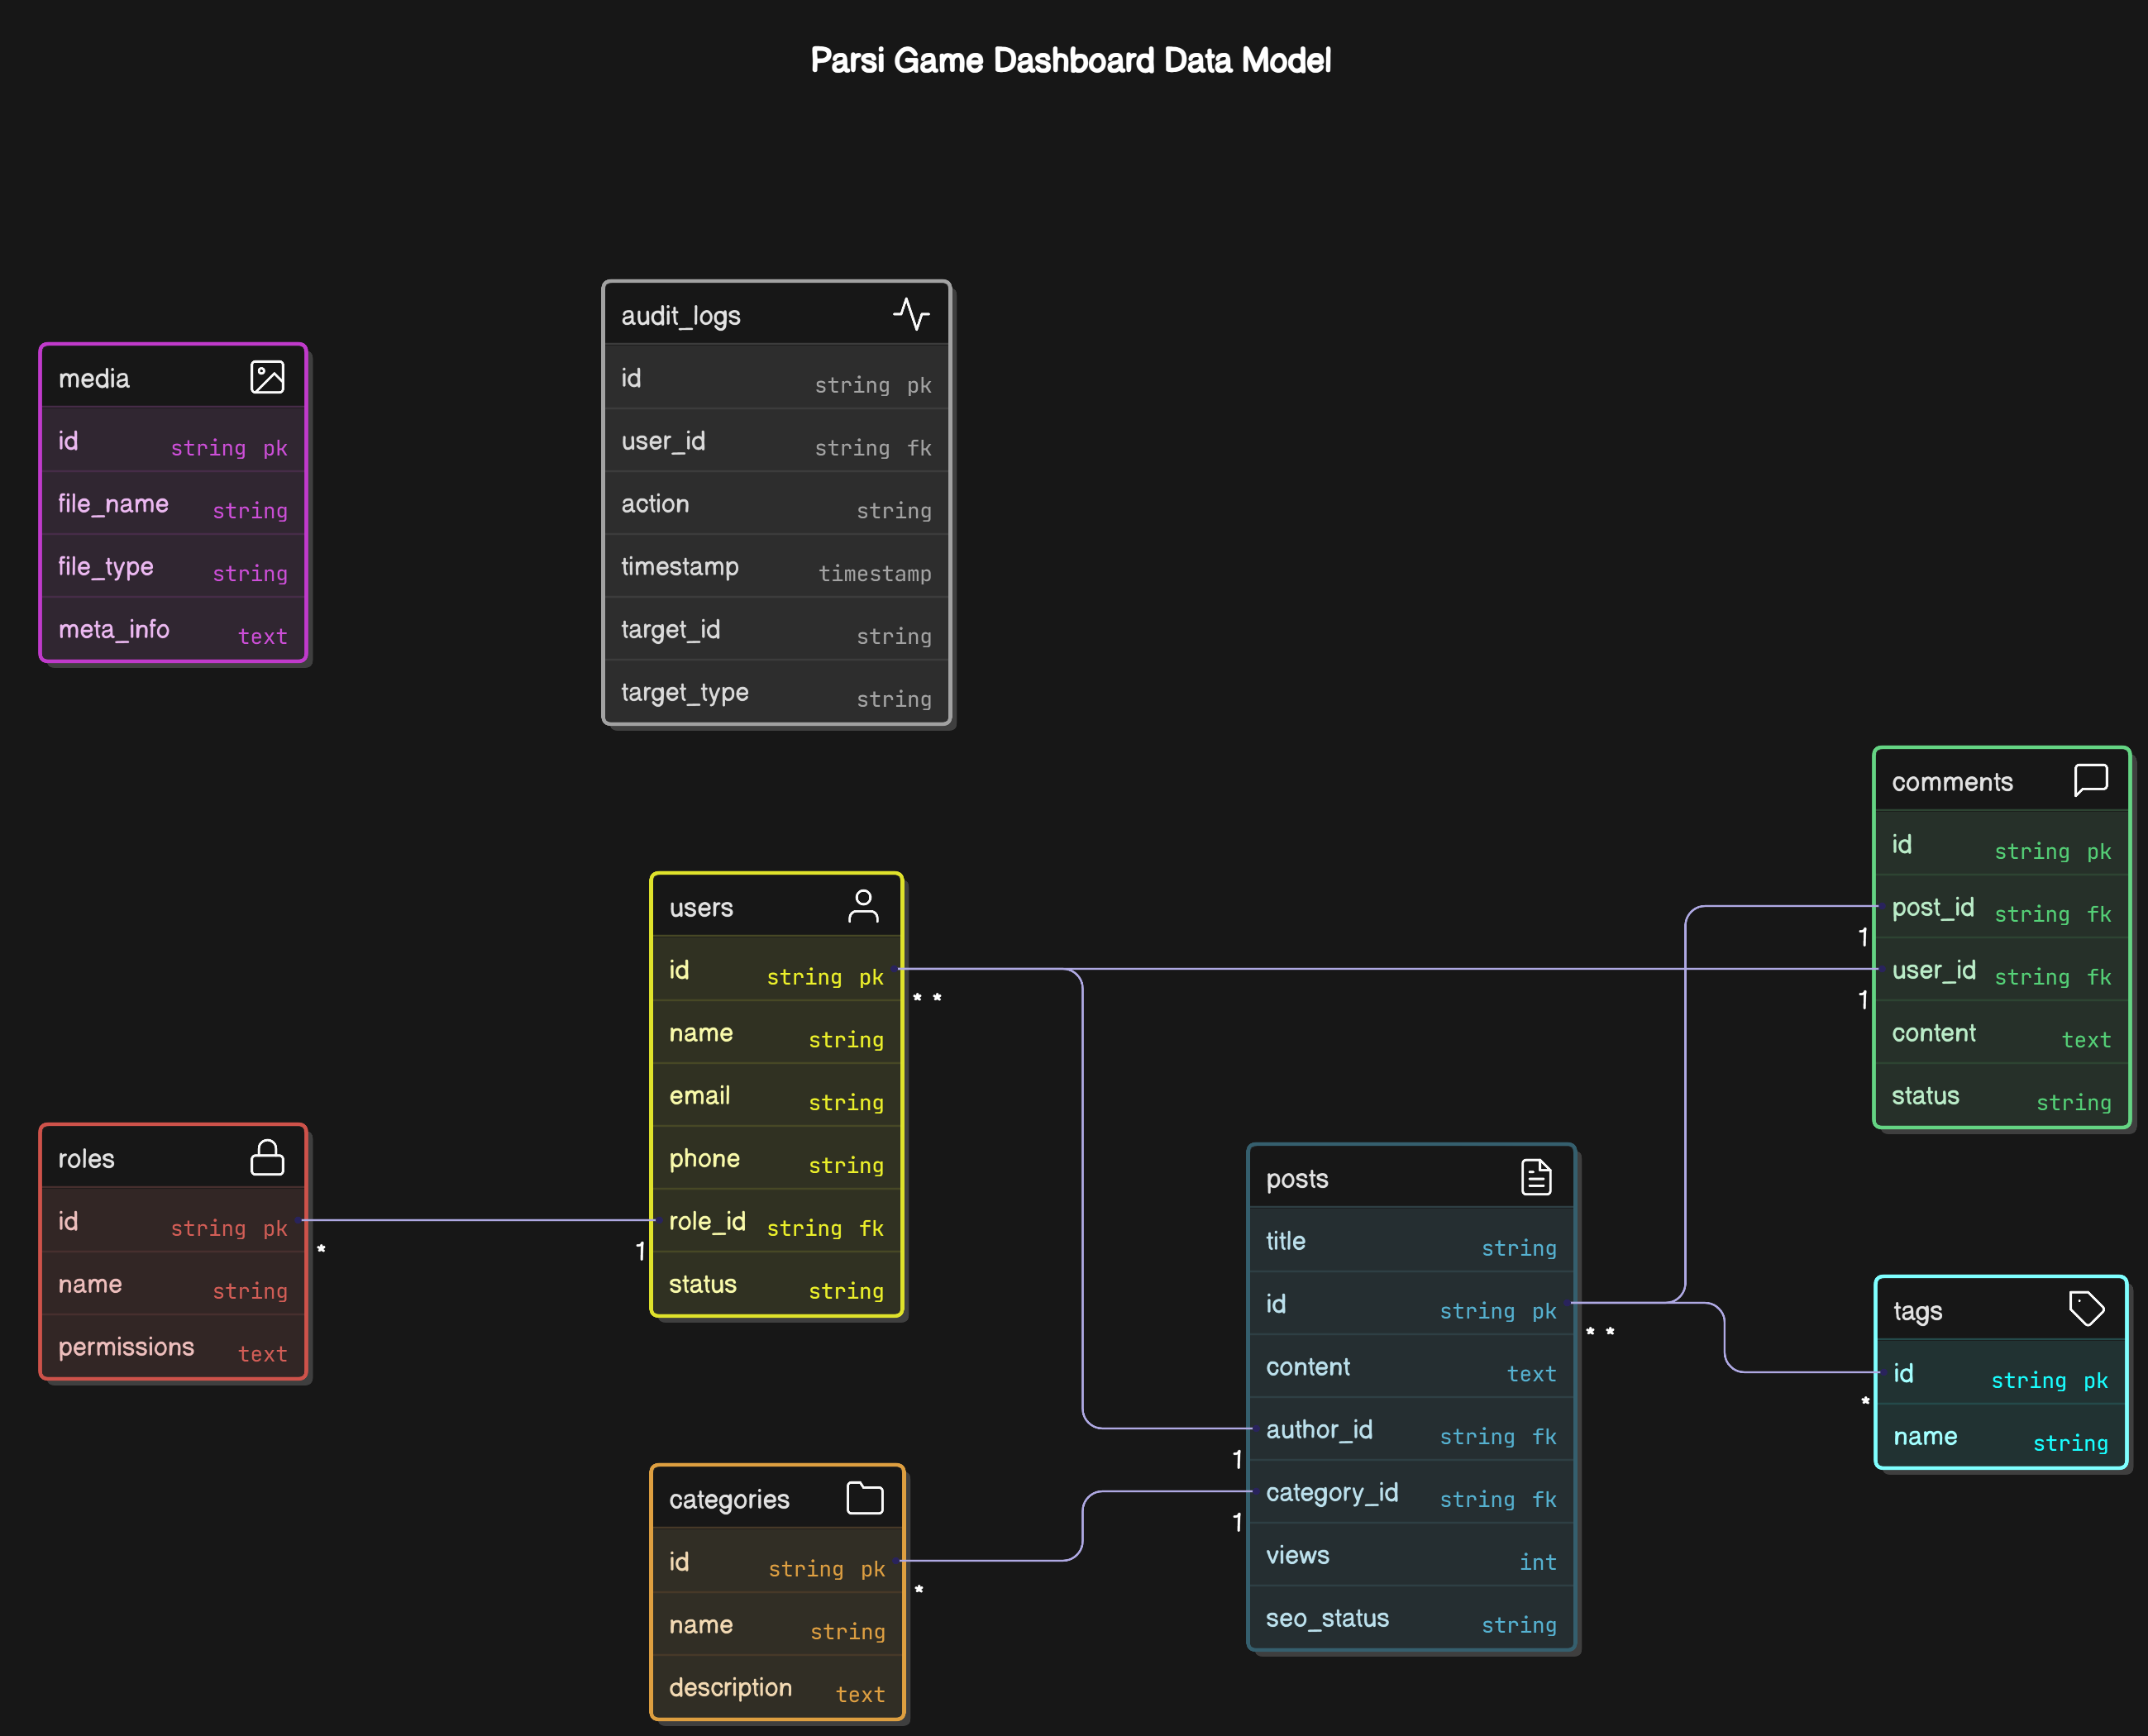 Parsi Game Dashboard Data Model
media
id string pk
file_name string
file_type string
meta_info text
audit_logs
id string pk
user_id string fk
action string
timestamp timestamp
target_id string
target_type string
comments
id string pk
post_id string fk
1
user_id string fk
1
content text
status string
users
id string pk
* *
name string
email string
phone string
role_id string fk
1
status string
roles
id string pk
*
name string
permissions text
posts
title string
id string pk
* *
content text
author_id string fk
1
category_id string fk
1
views int
seo_status string
tags
id string pk
*
name string
categories
id string pk
*
name string
description text